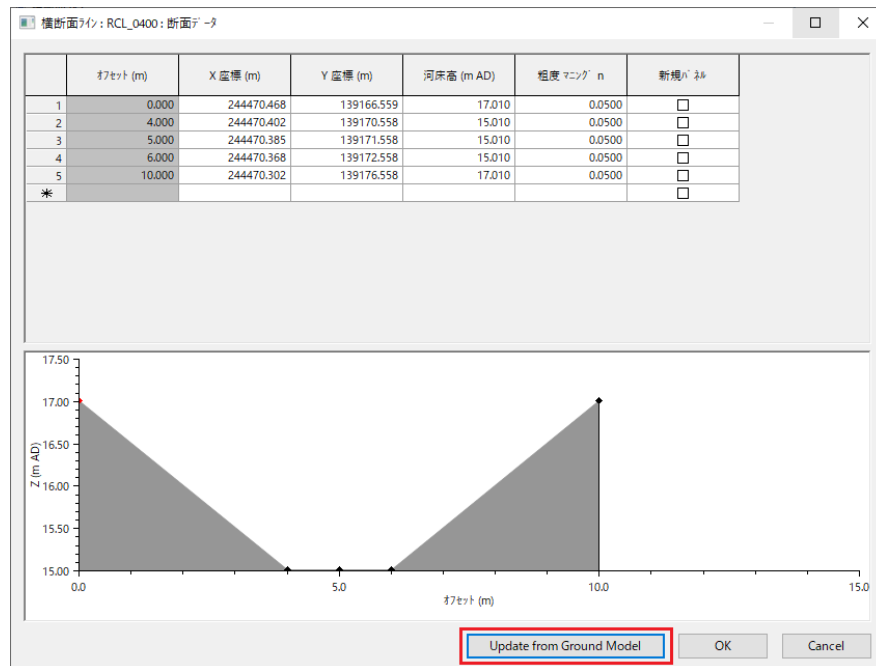 横断面ﾗｲﾝ : RCL_0400 : 断面ﾃﾞｰﾀ
ｵﾌｾｯﾄ (m) X 座標 (m) Y 座標 (m) 河床高 (m AD) 粗度 ﾏﾆﾝｸﾞ n 新規ﾊﾟﾈﾙ
1 0.000 244470.468 139166.559 17.010 0.0500
2 4.000 244470.402 139170.558 15.010 0.0500
3 5.000 244470.385 139171.558 15.010 0.0500
4 6.000 244470.368 139172.558 15.010 0.0500
5 10.000 244470.302 139176.558 17.010 0.0500
*
17.50
17.00
16.50
16.00
15.50
15.00
Z (m AD)
0.0 5.0 10.0 15.0
ｵﾌｾｯﾄ (m)
Update from Ground Model OK Cancel